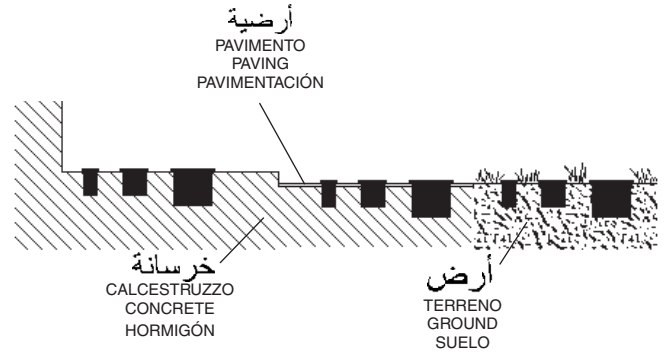 أرضية
PAVIMENTO
PAVING
PAVIMENTACIÓN
خرسانة
CALCESTRUZZO
CONCRETE
HORMIGÓN
أرض
TERRENO
GROUND
SUELO